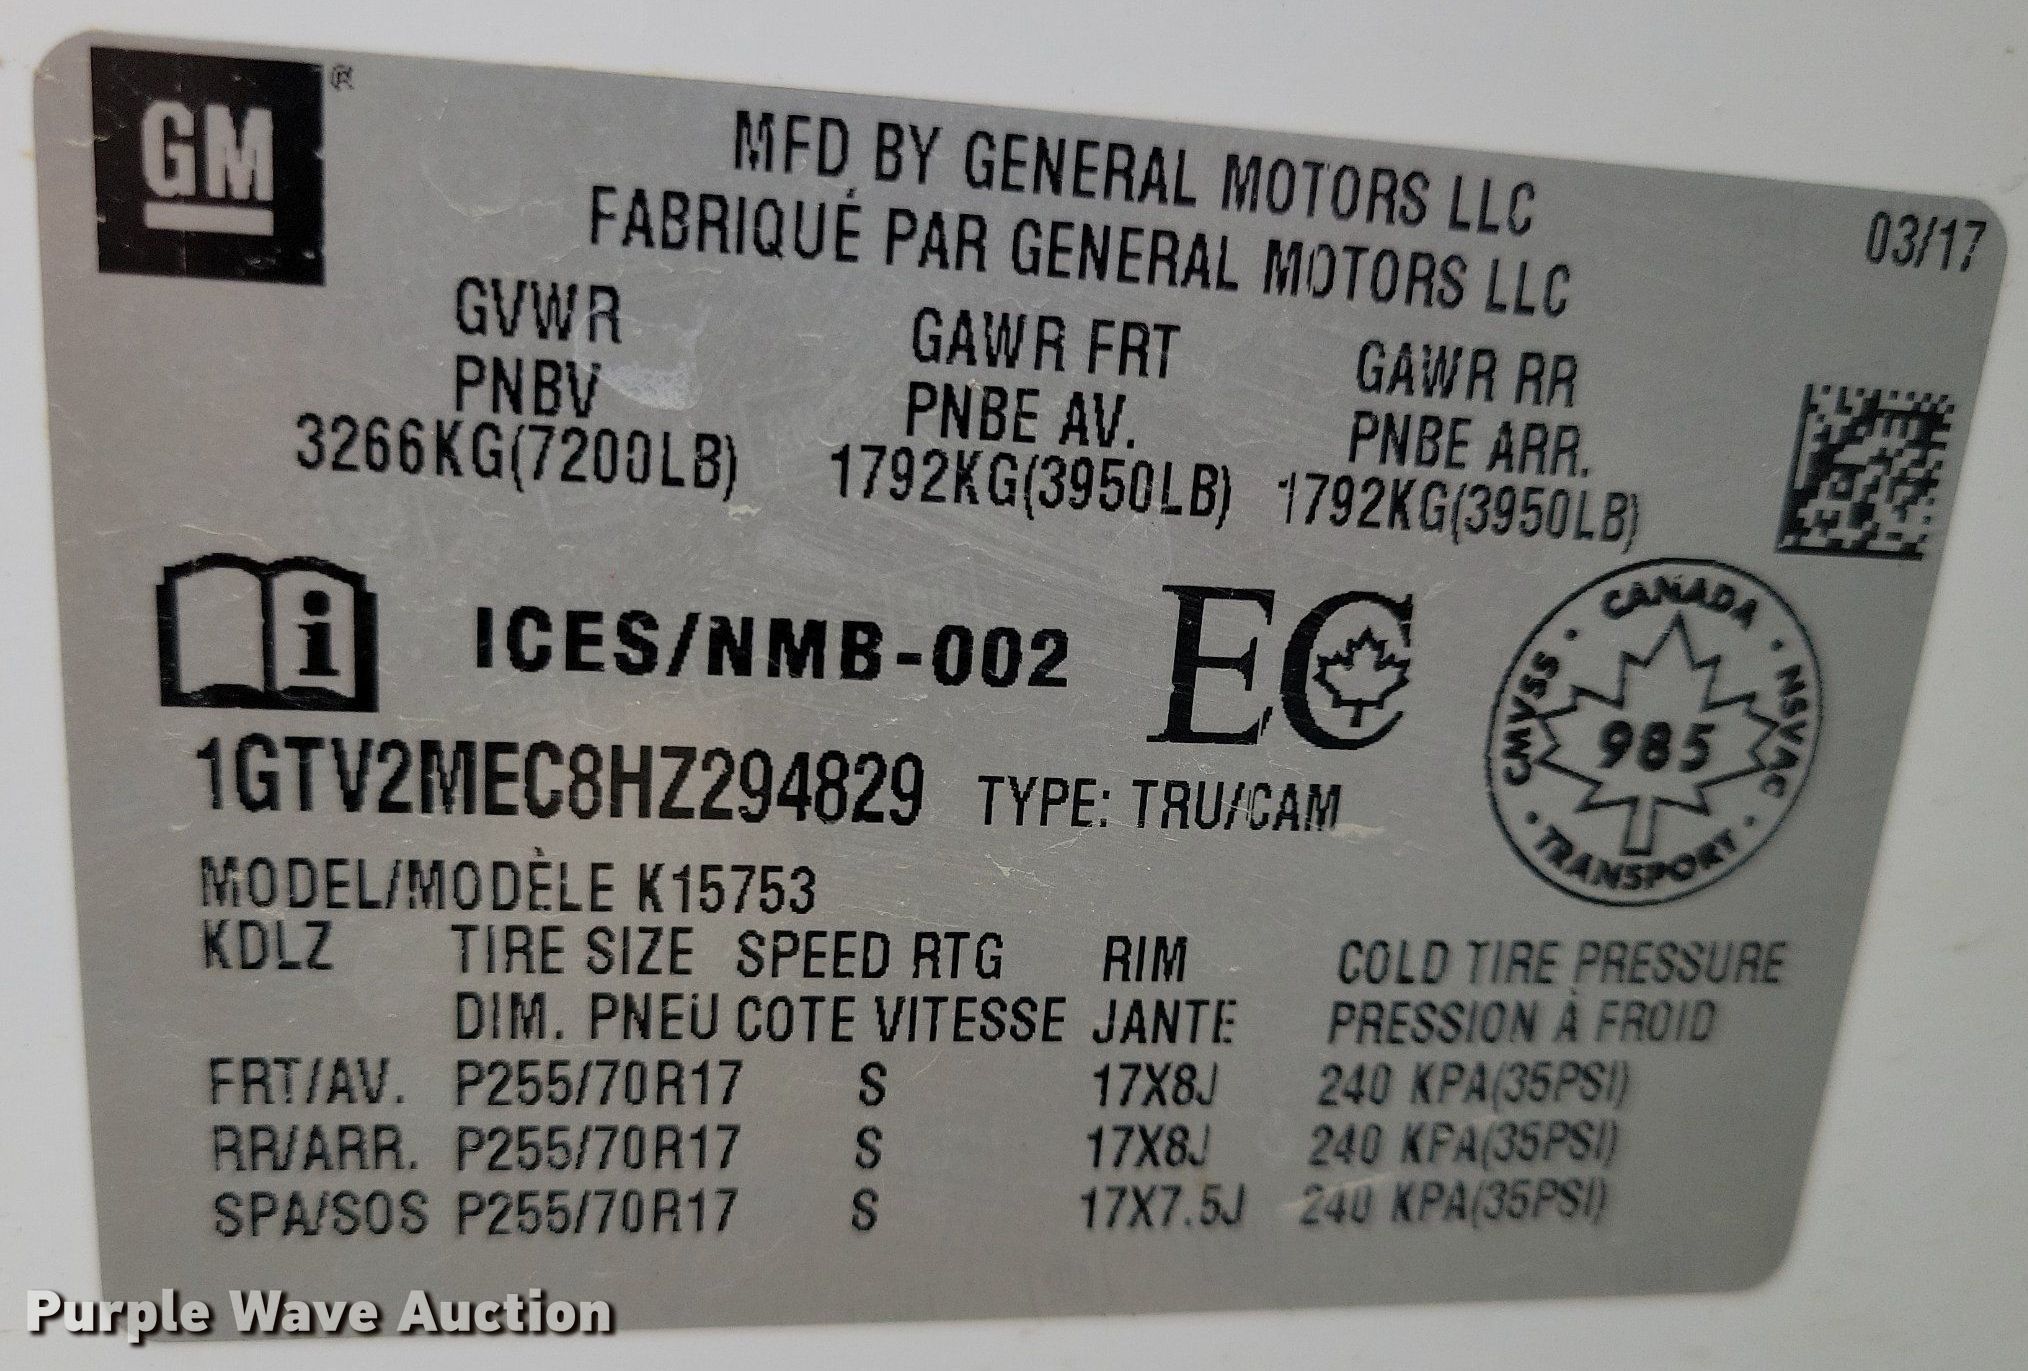 GM ®
MFD BY GENERAL MOTORS LLC
FABRIQUÉ PAR GENERAL MOTORS LLC
03/17
GVWR GAWR FRT GAWR RR
PNBV PNBE AV. PNBE ARR.
3266KG(7200LB) 1792KG(3950LB) 1792KG(3950LB)
i ICES/NMB-002 EC
CANADA · NSVAC · TRANSPORT · CMVSS ·
985
1GTV2MEC8HZ294829 TYPE: TRU/CAM
MODEL/MODÈLE K15753
KDLZ TIRE SIZE SPEED RTG RIM COLD TIRE PRESSURE
DIM. PNEU COTE VITESSE JANTE PRESSION À FROID
FRT/AV. P255/70R17 S 17X8J 240 KPA(35PSI)
RR/ARR. P255/70R17 S 17X8J 240 KPA(35PSI)
SPA/SOS P255/70R17 S 17X7.5J 240 KPA(35PSI)
Purple Wave Auction